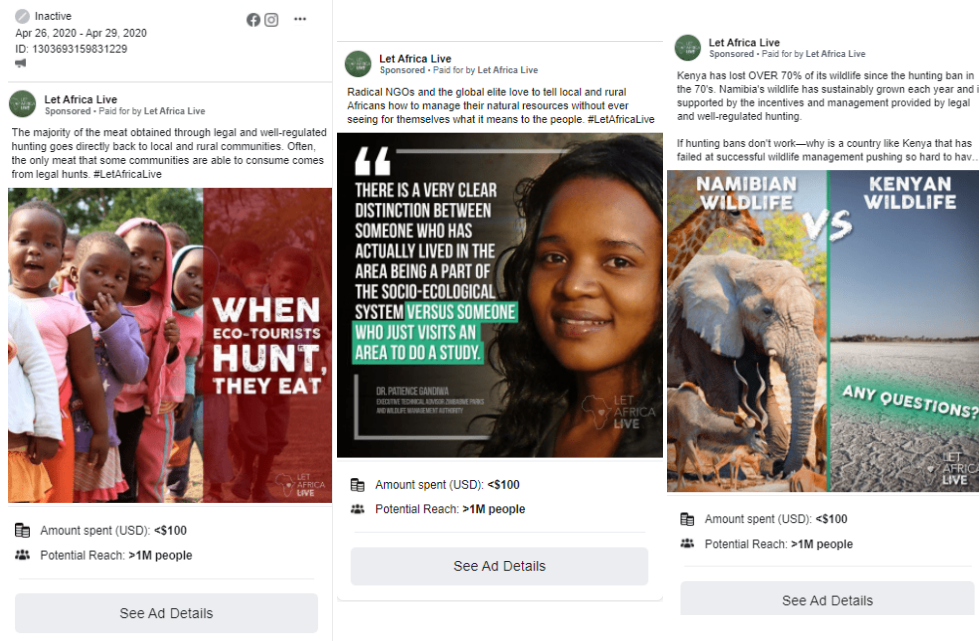 Inactive
Apr 26, 2020 - Apr 29, 2020
ID: 1303693159831229
Let Africa Live
Sponsored • Paid for by Let Africa Live
The majority of the meat obtained through legal and well-regulated
hunting goes directly back to local and rural communities. Often,
the only meat that some communities are able to consume comes
from legal hunts. #LetAfricaLive
WHEN
ECO-TOURISTS
HUNT,
THEY EAT
LET
AFRICA
LIVE
Amount spent (USD): <$100
Potential Reach: >1M people
See Ad Details
Let Africa Live
Sponsored • Paid for by Let Africa Live
Radical NGOs and the global elite love to tell local and rural
Africans how to manage their natural resources without ever
seeing for themselves what it means to the people. #LetAfricaLive
THERE IS A VERY CLEAR
DISTINCTION BETWEEN
SOMEONE WHO HAS
ACTUALLY LIVED IN THE
AREA BEING A PART OF
THE SOCIO-ECOLOGICAL
SYSTEM VERSUS SOMEONE
WHO JUST VISITS AN
AREA TO DO A STUDY.
DR. PATIENCE GANDIWA
EXECUTIVE TECHNICAL ADVISOR ZIMBABWE PARKS
AND WILDLIFE MANAGEMENT AUTHORITY
LET
AFRICA
LIVE
Amount spent (USD): <$100
Potential Reach: >1M people
See Ad Details
Let Africa Live
Sponsored • Paid for by Let Africa Live
Kenya has lost OVER 70% of its wildlife since the hunting ban in
the 70's. Namibia's wildlife has sustainably grown each year and i
supported by the incentives and management provided by legal
and well-regulated hunting.
If hunting bans don't work—why is a country like Kenya that has
failed at successful wildlife management pushing so hard to hav...
NAMIBIAN
WILDLIFE
VS
KENYAN
WILDLIFE
ANY QUESTIONS?
LET
AFRICA
LIVE
Amount spent (USD): <$100
Potential Reach: >1M people
See Ad Details